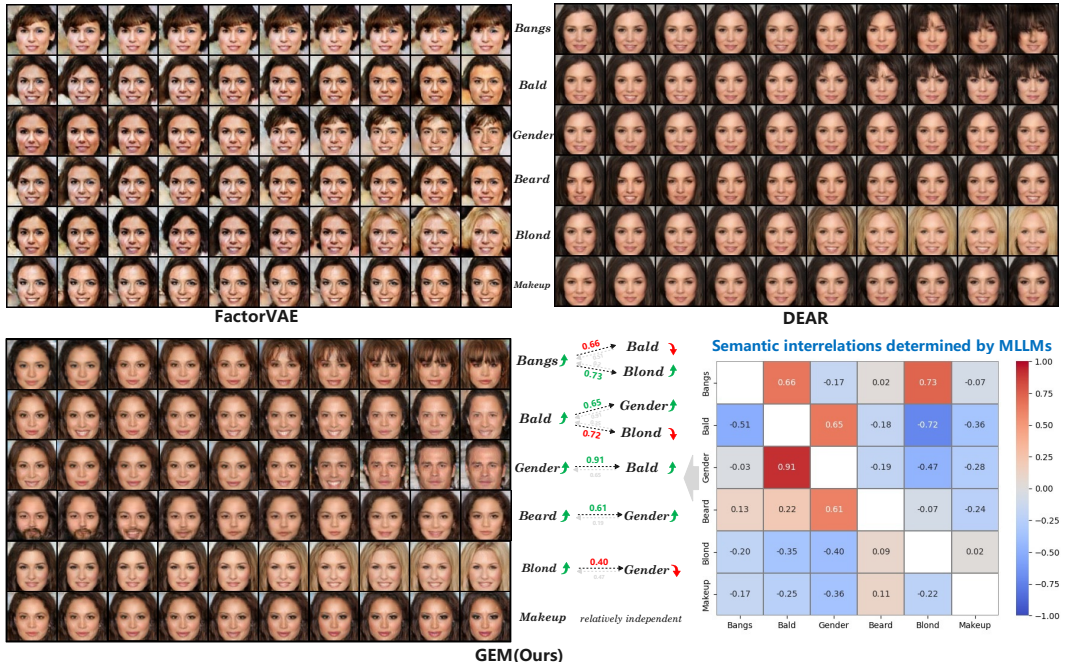 Bangs
Bald
Gender
Beard
Blond
Makeup
FactorVAE
DEAR
Bangs 0.66 Bald
0.73 Blond
Bald 0.65 Gender
0.72 Blond
Gender 0.91 Bald
Beard 0.61 Gender
Blond 0.40 Gender
Makeup relatively independent
GEM(Ours)
Semantic interrelations determined by MLLMs
Bangs 0.66 -0.17 0.02 0.73 -0.07
Bald -0.51 0.65 -0.18 -0.72 -0.36
Gender -0.03 0.91 -0.19 -0.47 -0.28
Beard 0.13 0.22 0.61 -0.07 -0.24
Blond -0.20 -0.35 -0.40 0.09 0.02
Makeup -0.17 -0.25 -0.36 0.11 -0.22
Bangs Bald Gender Beard Blond Makeup
1.00
0.75
0.50
0.25
0.00
-0.25
-0.50
-0.75
-1.00